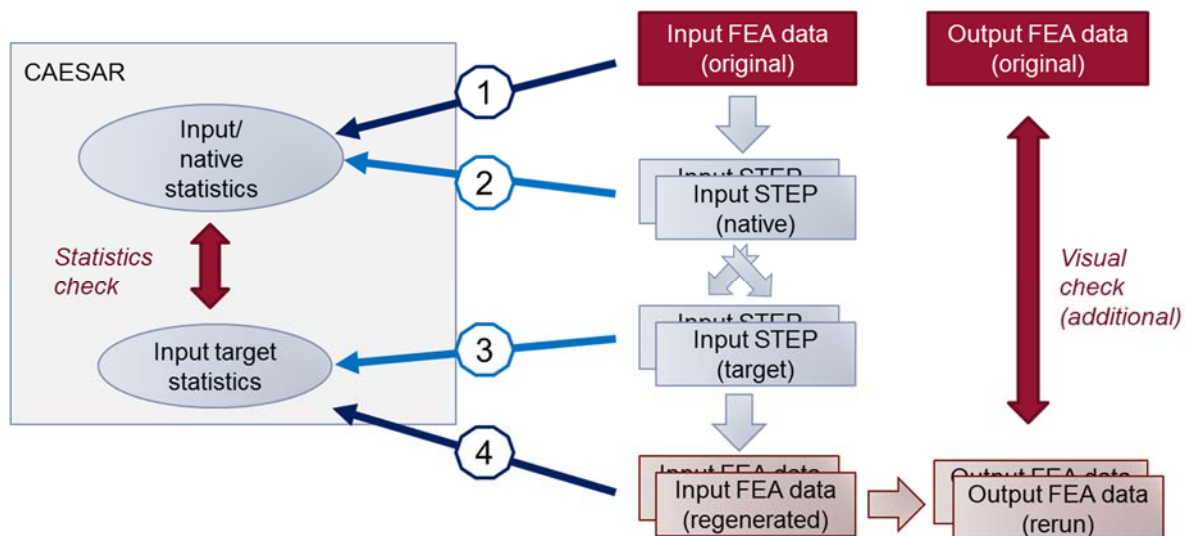 CAESAR
Input/
native
statistics
Statistics
check
Input target
statistics
1
2
3
4
Input FEA data
(original)
Input STEP
Input STEP
(native)
Input STEP
Input STEP
(target)
Input FEA data
Input FEA data
(regenerated)
Output FEA data
(original)
Visual
check
(additional)
Output FEA data
Output FEA data
(rerun)